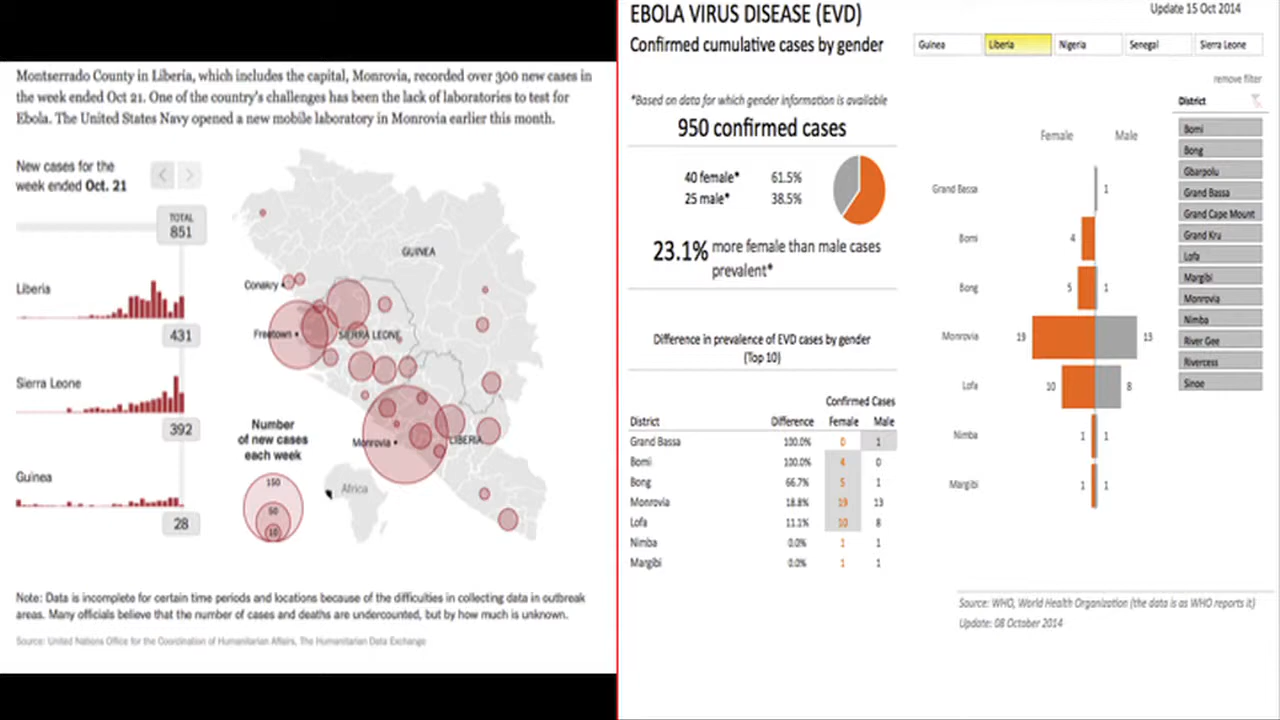 Montserrado County in Liberia, which includes the capital, Monrovia, recorded over 300 new cases in
the week ended Oct 21. One of the country's challenges has been the lack of laboratories to test for
Ebola. The United States Navy opened a new mobile laboratory in Monrovia earlier this month.
New cases for the
week ended Oct. 21
TOTAL
851
Liberia
431
Sierra Leone
392
Guinea
28
GUINEA
Conakry
Freetown
SIERRA LEONE
Monrovia
LIBERIA
Number
of new cases
each week
150
50
10
Africa
Note: Data is incomplete for certain time periods and locations because of the difficulties in collecting data in outbreak
areas. Many officials believe that the number of cases and deaths are undercounted, but by how much is unknown.
Source: United Nations Office for the Coordination of Humanitarian Affairs, The Humanitarian Data Exchange
EBOLA VIRUS DISEASE (EVD)
Confirmed cumulative cases by gender
Update 15 Oct 2014
Guinea
Liberia
Nigeria
Senegal
Sierra Leone
remove filter
*Based on data for which gender information is available
950 confirmed cases
40 female* 61.5%
25 male* 38.5%
23.1% more female than male cases
prevalent*
Difference in prevalence of EVD cases by gender
(Top 10)
Confirmed Cases
District Difference Female Male
Grand Bassa 100.0% 0 1
Bomi 100.0% 4 0
Bong 66.7% 5 1
Monrovia 18.8% 19 13
Lofa 11.1% 10 8
Nimba 0.0% 1 1
Margibi 0.0% 1 1
Female Male
Grand Bassa 1
Bomi 4
Bong 5 1
Monrovia 19 13
Lofa 10 8
Nimba 1 1
Margibi 1 1
District
Bomi
Bong
Gbarpolu
Grand Bassa
Grand Cape Mount
Grand Kru
Lofa
Margibi
Monrovia
Nimba
River Gee
Rivercess
Sinoe
Source: WHO, World Health Organization (the data is as WHO reports it)
Update: 08 October 2014